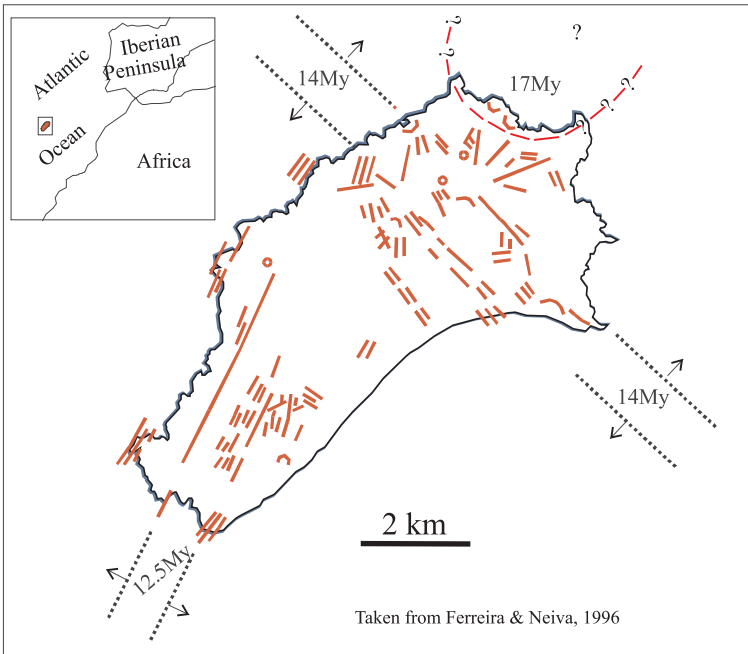 Atlantic
Ocean
Iberian
Peninsula
Africa
14My
?
?
?
17My
?
?
?
?
14My
12.5My
2 km
Taken from Ferreira & Neiva, 1996